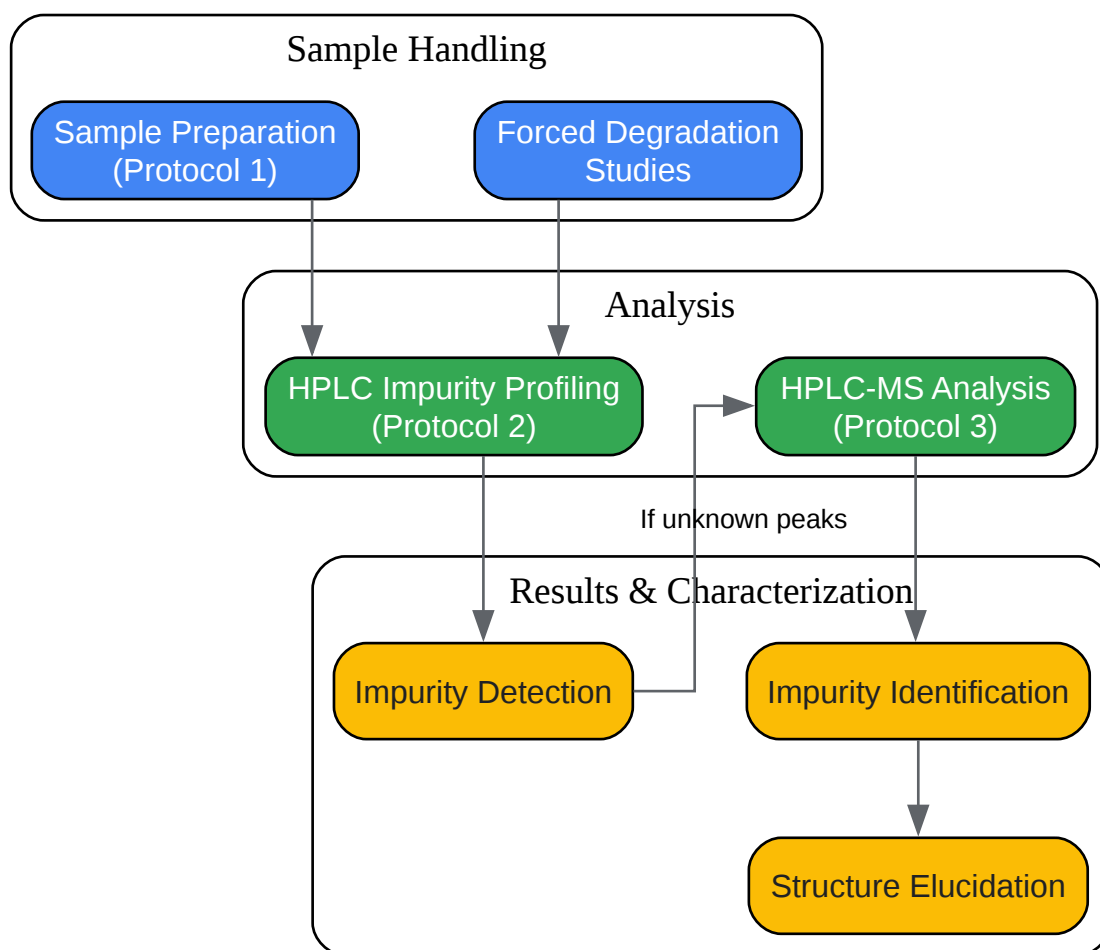 Sample Handling
Sample Preparation
(Protocol 1)
Forced Degradation
Studies
Analysis
HPLC Impurity Profiling
(Protocol 2)
HPLC-MS Analysis
(Protocol 3)
If unknown peaks
Results & Characterization
Impurity Detection
Impurity Identification
Structure Elucidation